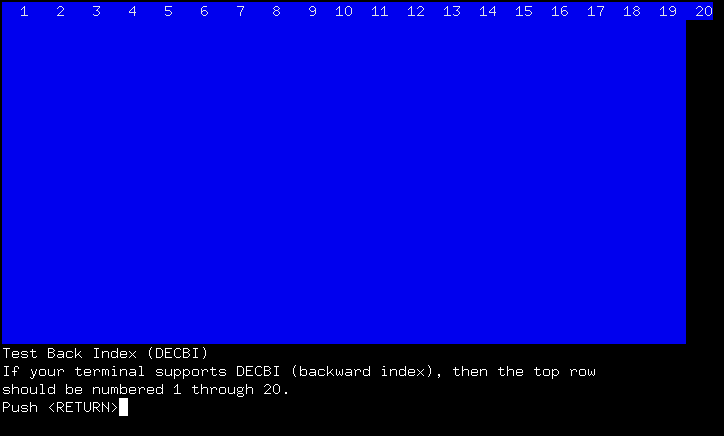 1 2 3 4 5 6 7 8 9 10 11 12 13 14 15 16 17 18 19 20
Test Back Index (DECBI)
If your terminal supports DECBI (backward index), then the top row
should be numbered 1 through 20.
Push <RETURN>